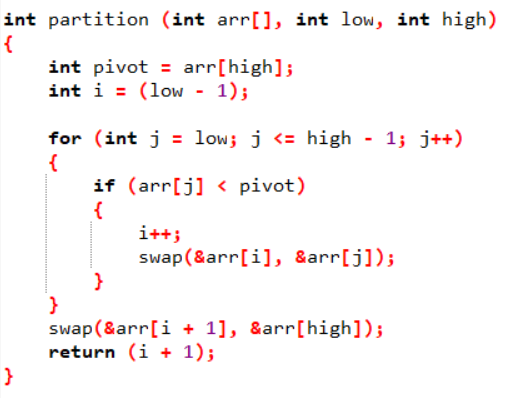 int partition (int arr[], int low, int high)
{
    int pivot = arr[high];
    int i = (low - 1);

    for (int j = low; j <= high - 1; j++)
    {
        if (arr[j] < pivot)
        {
            i++;
            swap(&arr[i], &arr[j]);
        }
    }
    swap(&arr[i + 1], &arr[high]);
    return (i + 1);
}